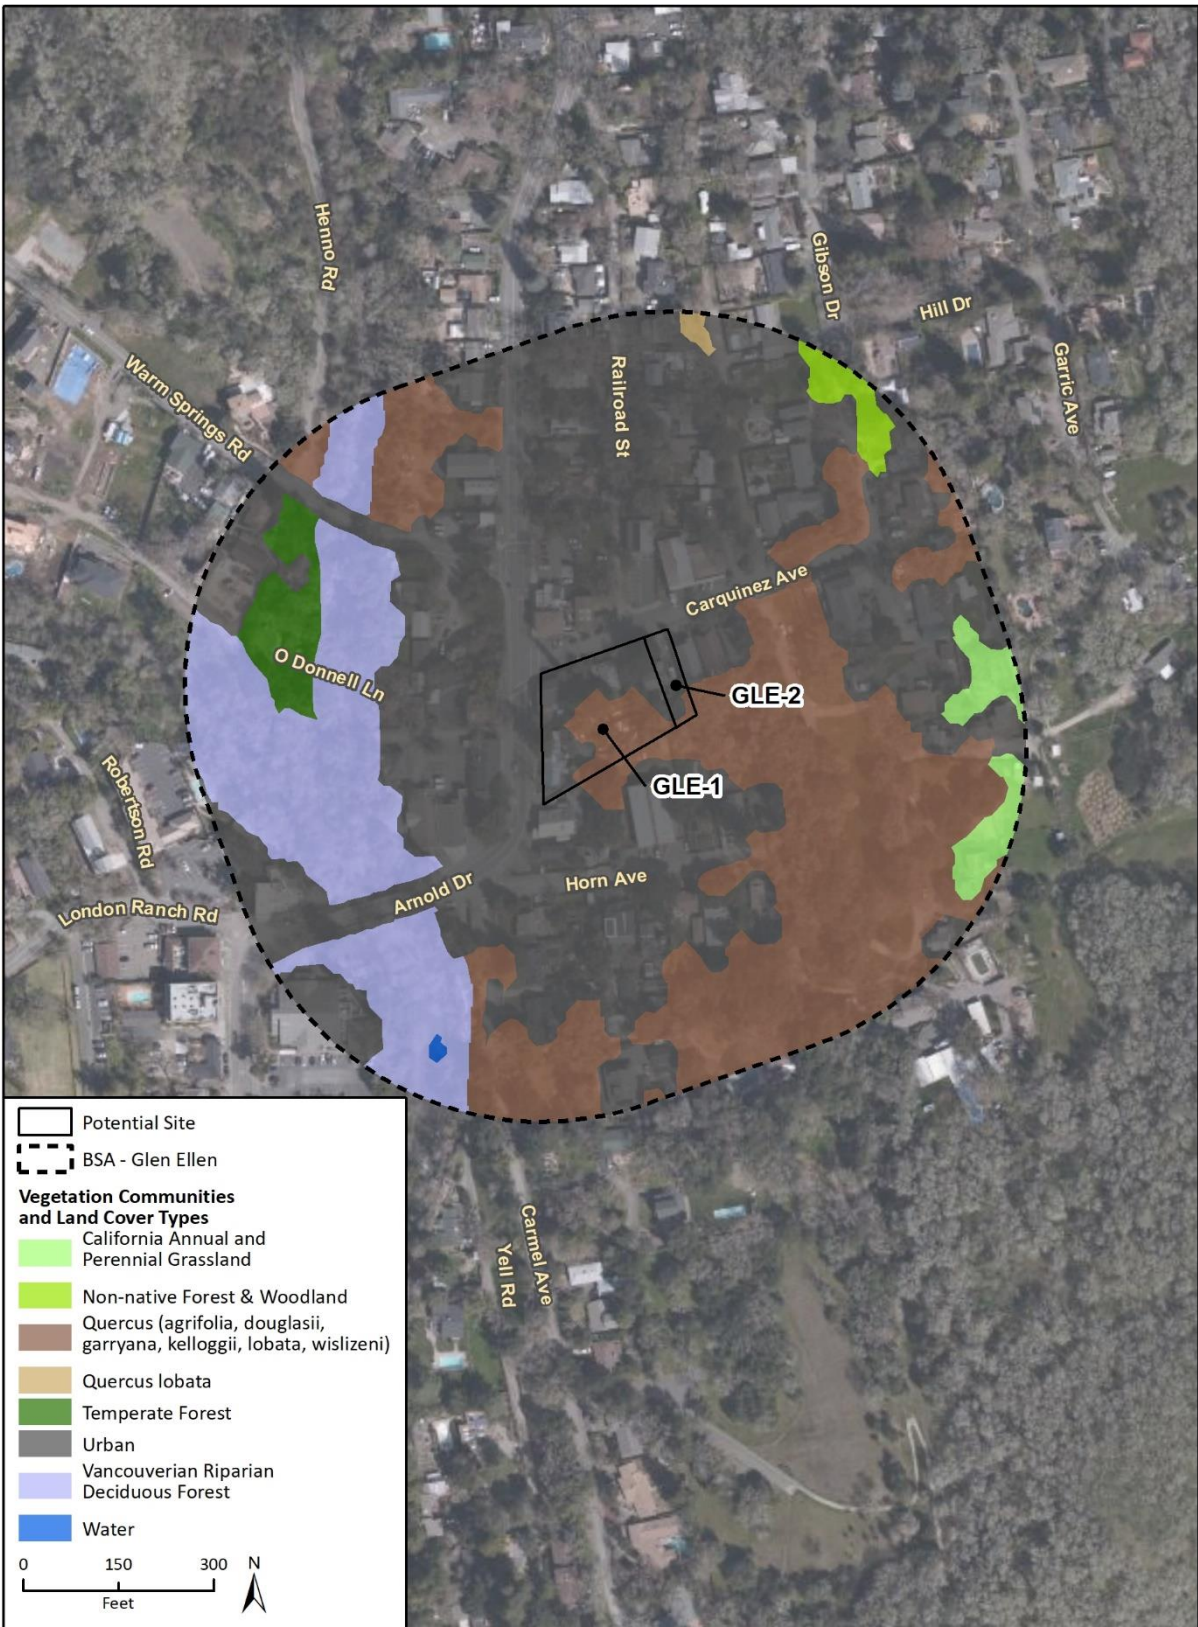 Henno Rd
Gibson Dr
Hill Dr
Warm Springs Rd
Railroad St
Garric Ave
Carquinez Ave
O Donnell Ln
GLE-2
GLE-1
Robertson Rd
Horn Ave
Arnold Dr
London Ranch Rd
Carmel Ave
Yell Rd
Potential Site
BSA - Glen Ellen
Vegetation Communities
and Land Cover Types
California Annual and
Perennial Grassland
Non-native Forest & Woodland
Quercus (agrifolia, douglasii,
garryana, kelloggii, lobata, wislizeni)
Quercus lobata
Temperate Forest
Urban
Vancouverian Riparian
Deciduous Forest
Water
0 150 300
Feet
N